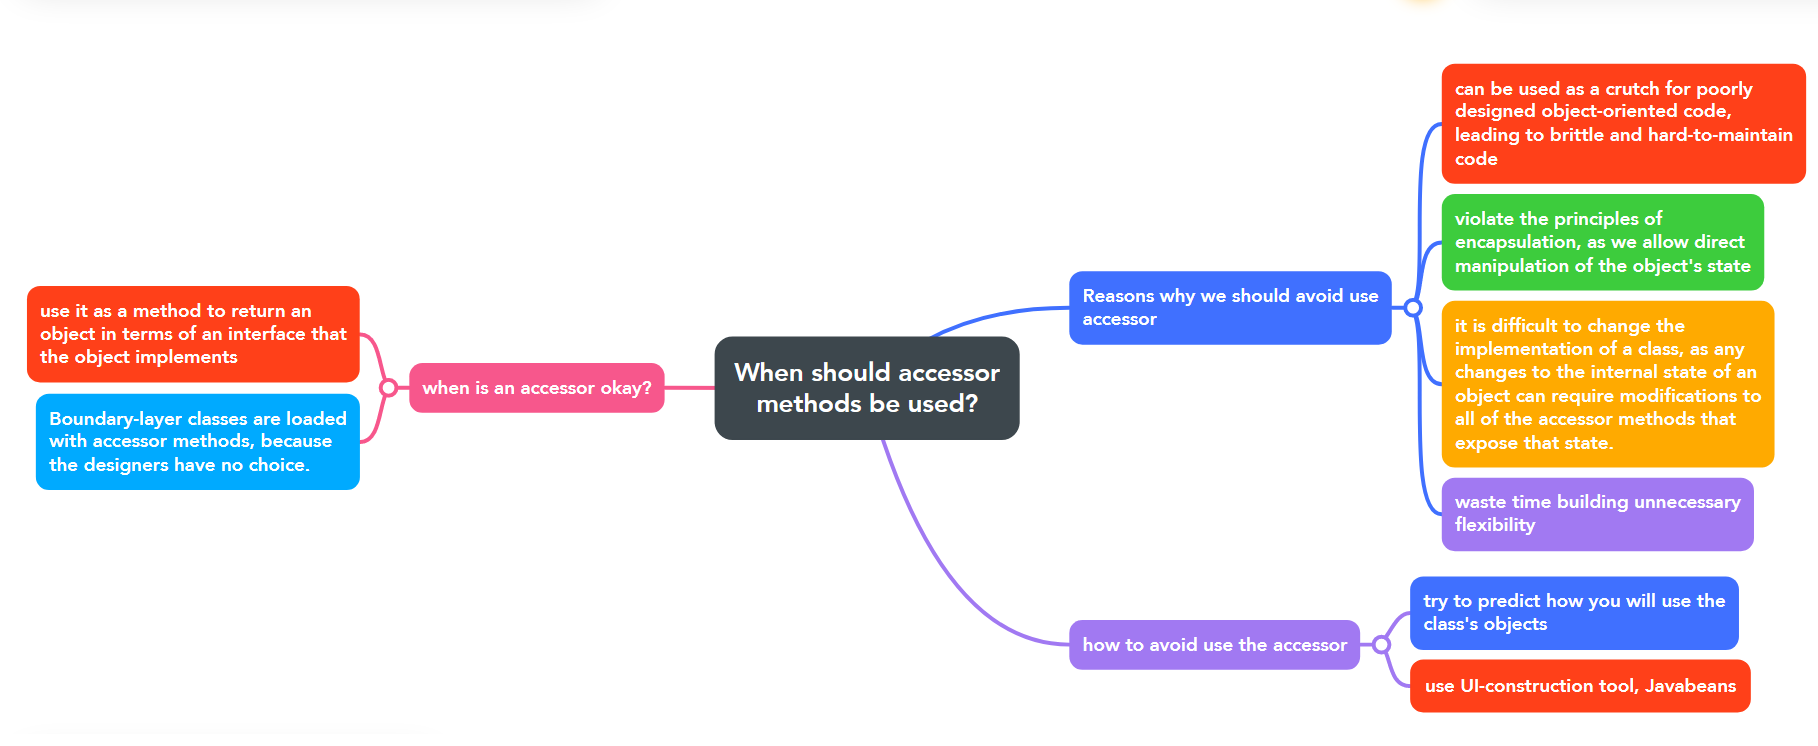 When should accessor
methods be used?
Reasons why we should avoid use
accessor
can be used as a crutch for poorly
designed object-oriented code,
leading to brittle and hard-to-maintain
code
violate the principles of
encapsulation, as we allow direct
manipulation of the object's state
it is difficult to change the
implementation of a class, as any
changes to the internal state of an
object can require modifications to
all of the accessor methods that
expose that state.
waste time building unnecessary
flexibility
how to avoid use the accessor
try to predict how you will use the
class's objects
use UI-construction tool, Javabeans
when is an accessor okay?
use it as a method to return an
object in terms of an interface that
the object implements
Boundary-layer classes are loaded
with accessor methods, because
the designers have no choice.